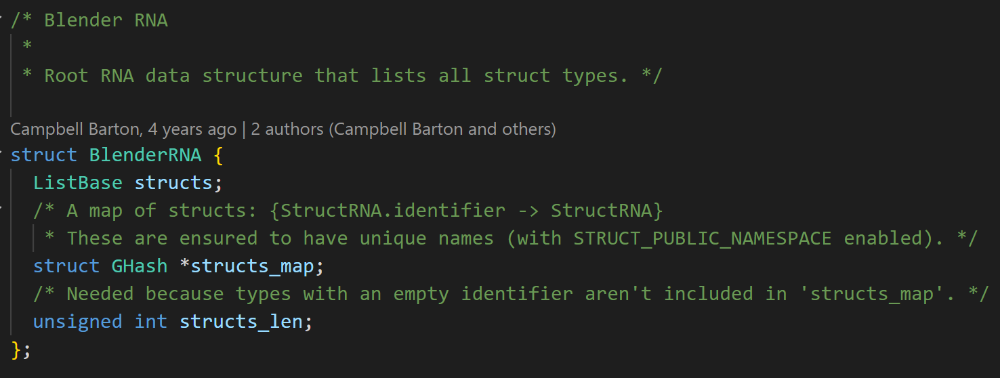 /* Blender RNA
*
* Root RNA data structure that lists all struct types. */
Campbell Barton, 4 years ago | 2 authors (Campbell Barton and others)
struct BlenderRNA {
ListBase structs;
/* A map of structs: {StructRNA.identifier -> StructRNA}
* These are ensured to have unique names (with STRUCT_PUBLIC_NAMESPACE enabled). */
struct GHash *structs_map;
/* Needed because types with an empty identifier aren't included in 'structs_map'. */
unsigned int structs_len;
};